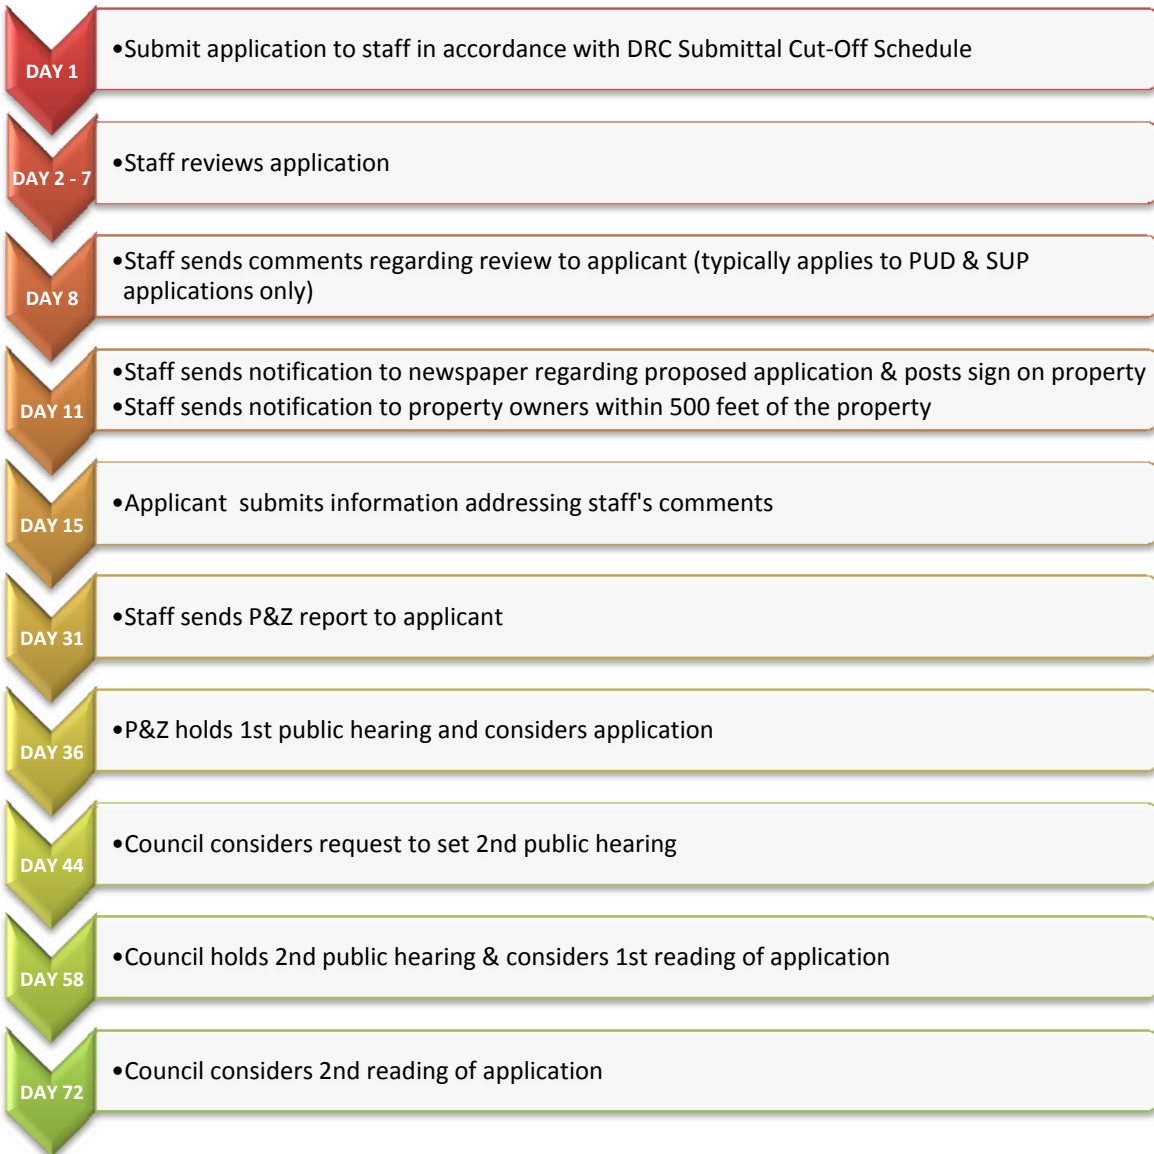 DAY 1
•Submit application to staff in accordance with DRC Submittal Cut-Off Schedule
DAY 2 - 7
•Staff reviews application
DAY 8
•Staff sends comments regarding review to applicant (typically applies to PUD & SUP
applications only)
DAY 11
•Staff sends notification to newspaper regarding proposed application & posts sign on property
•Staff sends notification to property owners within 500 feet of the property
DAY 15
•Applicant  submits information addressing staff's comments
DAY 31
•Staff sends P&Z report to applicant
DAY 36
•P&Z holds 1st public hearing and considers application
DAY 44
•Council considers request to set 2nd public hearing
DAY 58
•Council holds 2nd public hearing & considers 1st reading of application
DAY 72
•Council considers 2nd reading of application